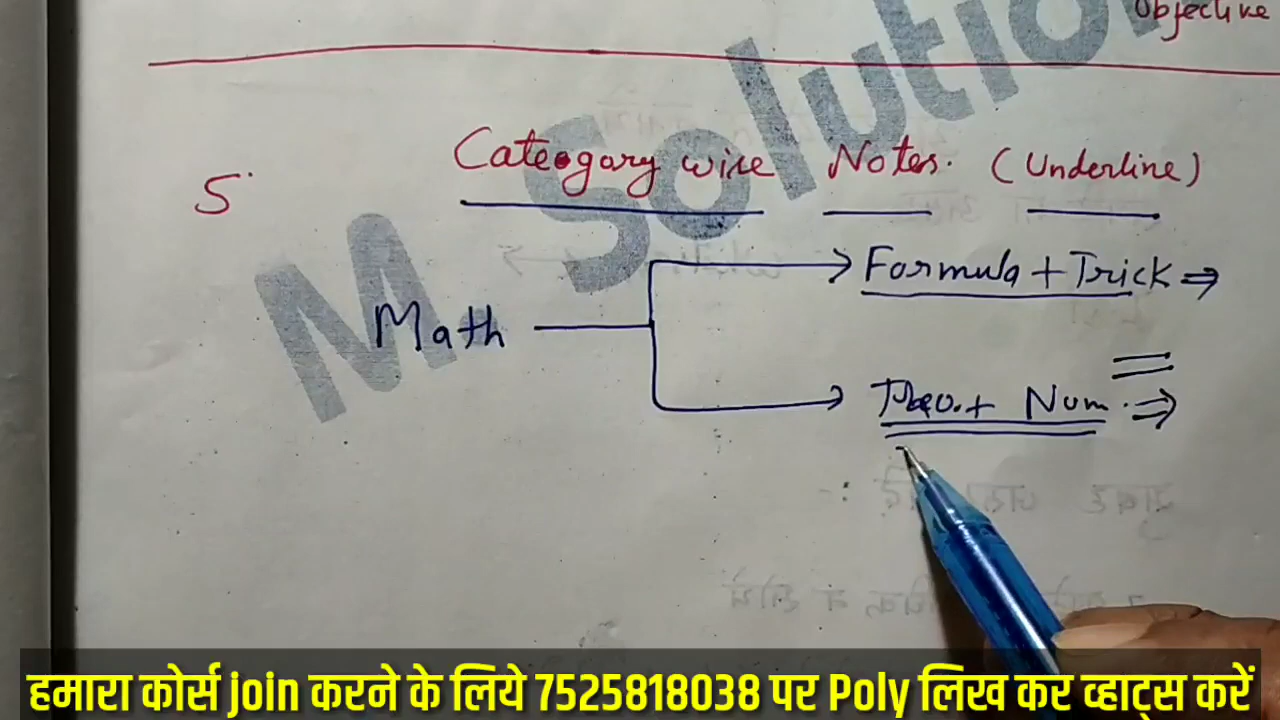 Objective
M Solution
5. Category wise Notes. (Underline)
Formula + Trick ⇒
Math
Theo. + Num. ⇒
हमारा कोर्स join करने के लिये 7525818038 पर Poly लिख कर व्हाट्स करें